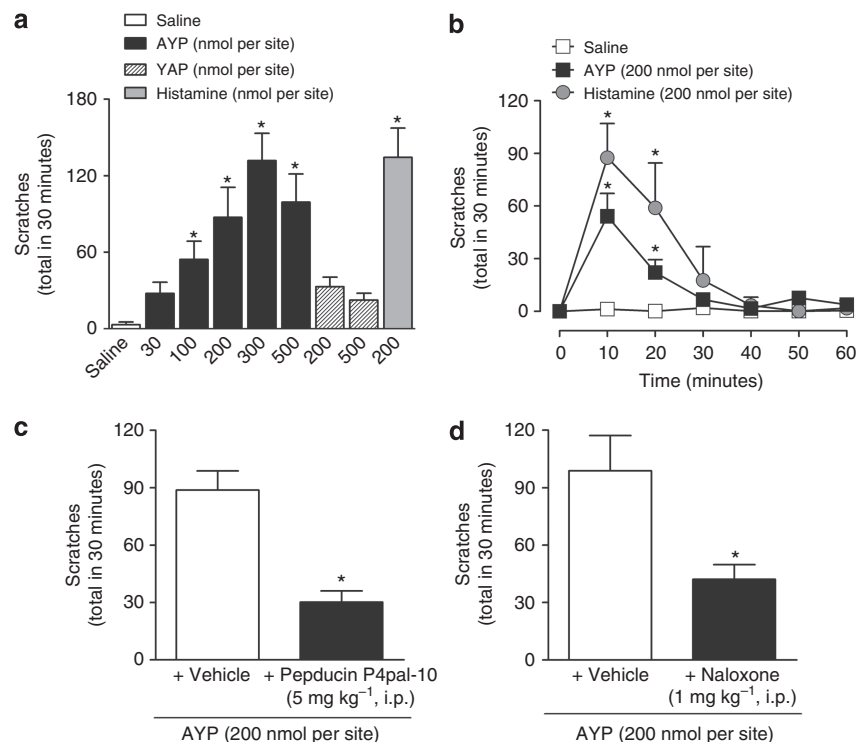 a
Saline
AYP (nmol per site)
YAP (nmol per site)
Histamine (nmol per site)
Scratches
(total in 30 minutes)
180
120
60
0
Saline
30
100
200
300
500
200
500
200
*
*
*
*
*
b
Saline
AYP (200 nmol per site)
Histamine (200 nmol per site)
Scratches
(total in 30 minutes)
120
90
60
30
0
*
*
*
*
0 10 20 30 40 50 60
Time (minutes)
c
Scratches
(total in 30 minutes)
120
90
60
30
0
*
+ Vehicle + Pepducin P4pal-10
(5 mg kg⁻¹, i.p.)
AYP (200 nmol per site)
d
Scratches
(total in 30 minutes)
120
90
60
30
0
*
+ Vehicle + Naloxone
(1 mg kg⁻¹, i.p.)
AYP (200 nmol per site)